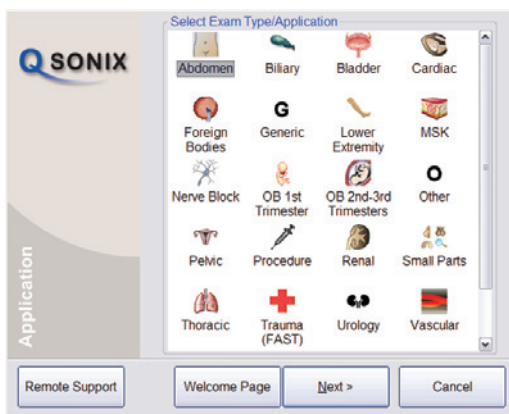 Select Exam Type/Application
Q SONIX
Abdomen
Biliary
Bladder
Cardiac
G
Foreign
Bodies
Generic
Lower
Extremity
MSK
O
Nerve Block
OB 1st
Trimester
OB 2nd-3rd
Trimesters
Other
Pelvic
Procedure
Renal
Small Parts
Thoracic
Trauma
(FAST)
Urology
Vascular
Application
Remote Support
Welcome Page
Next >
Cancel